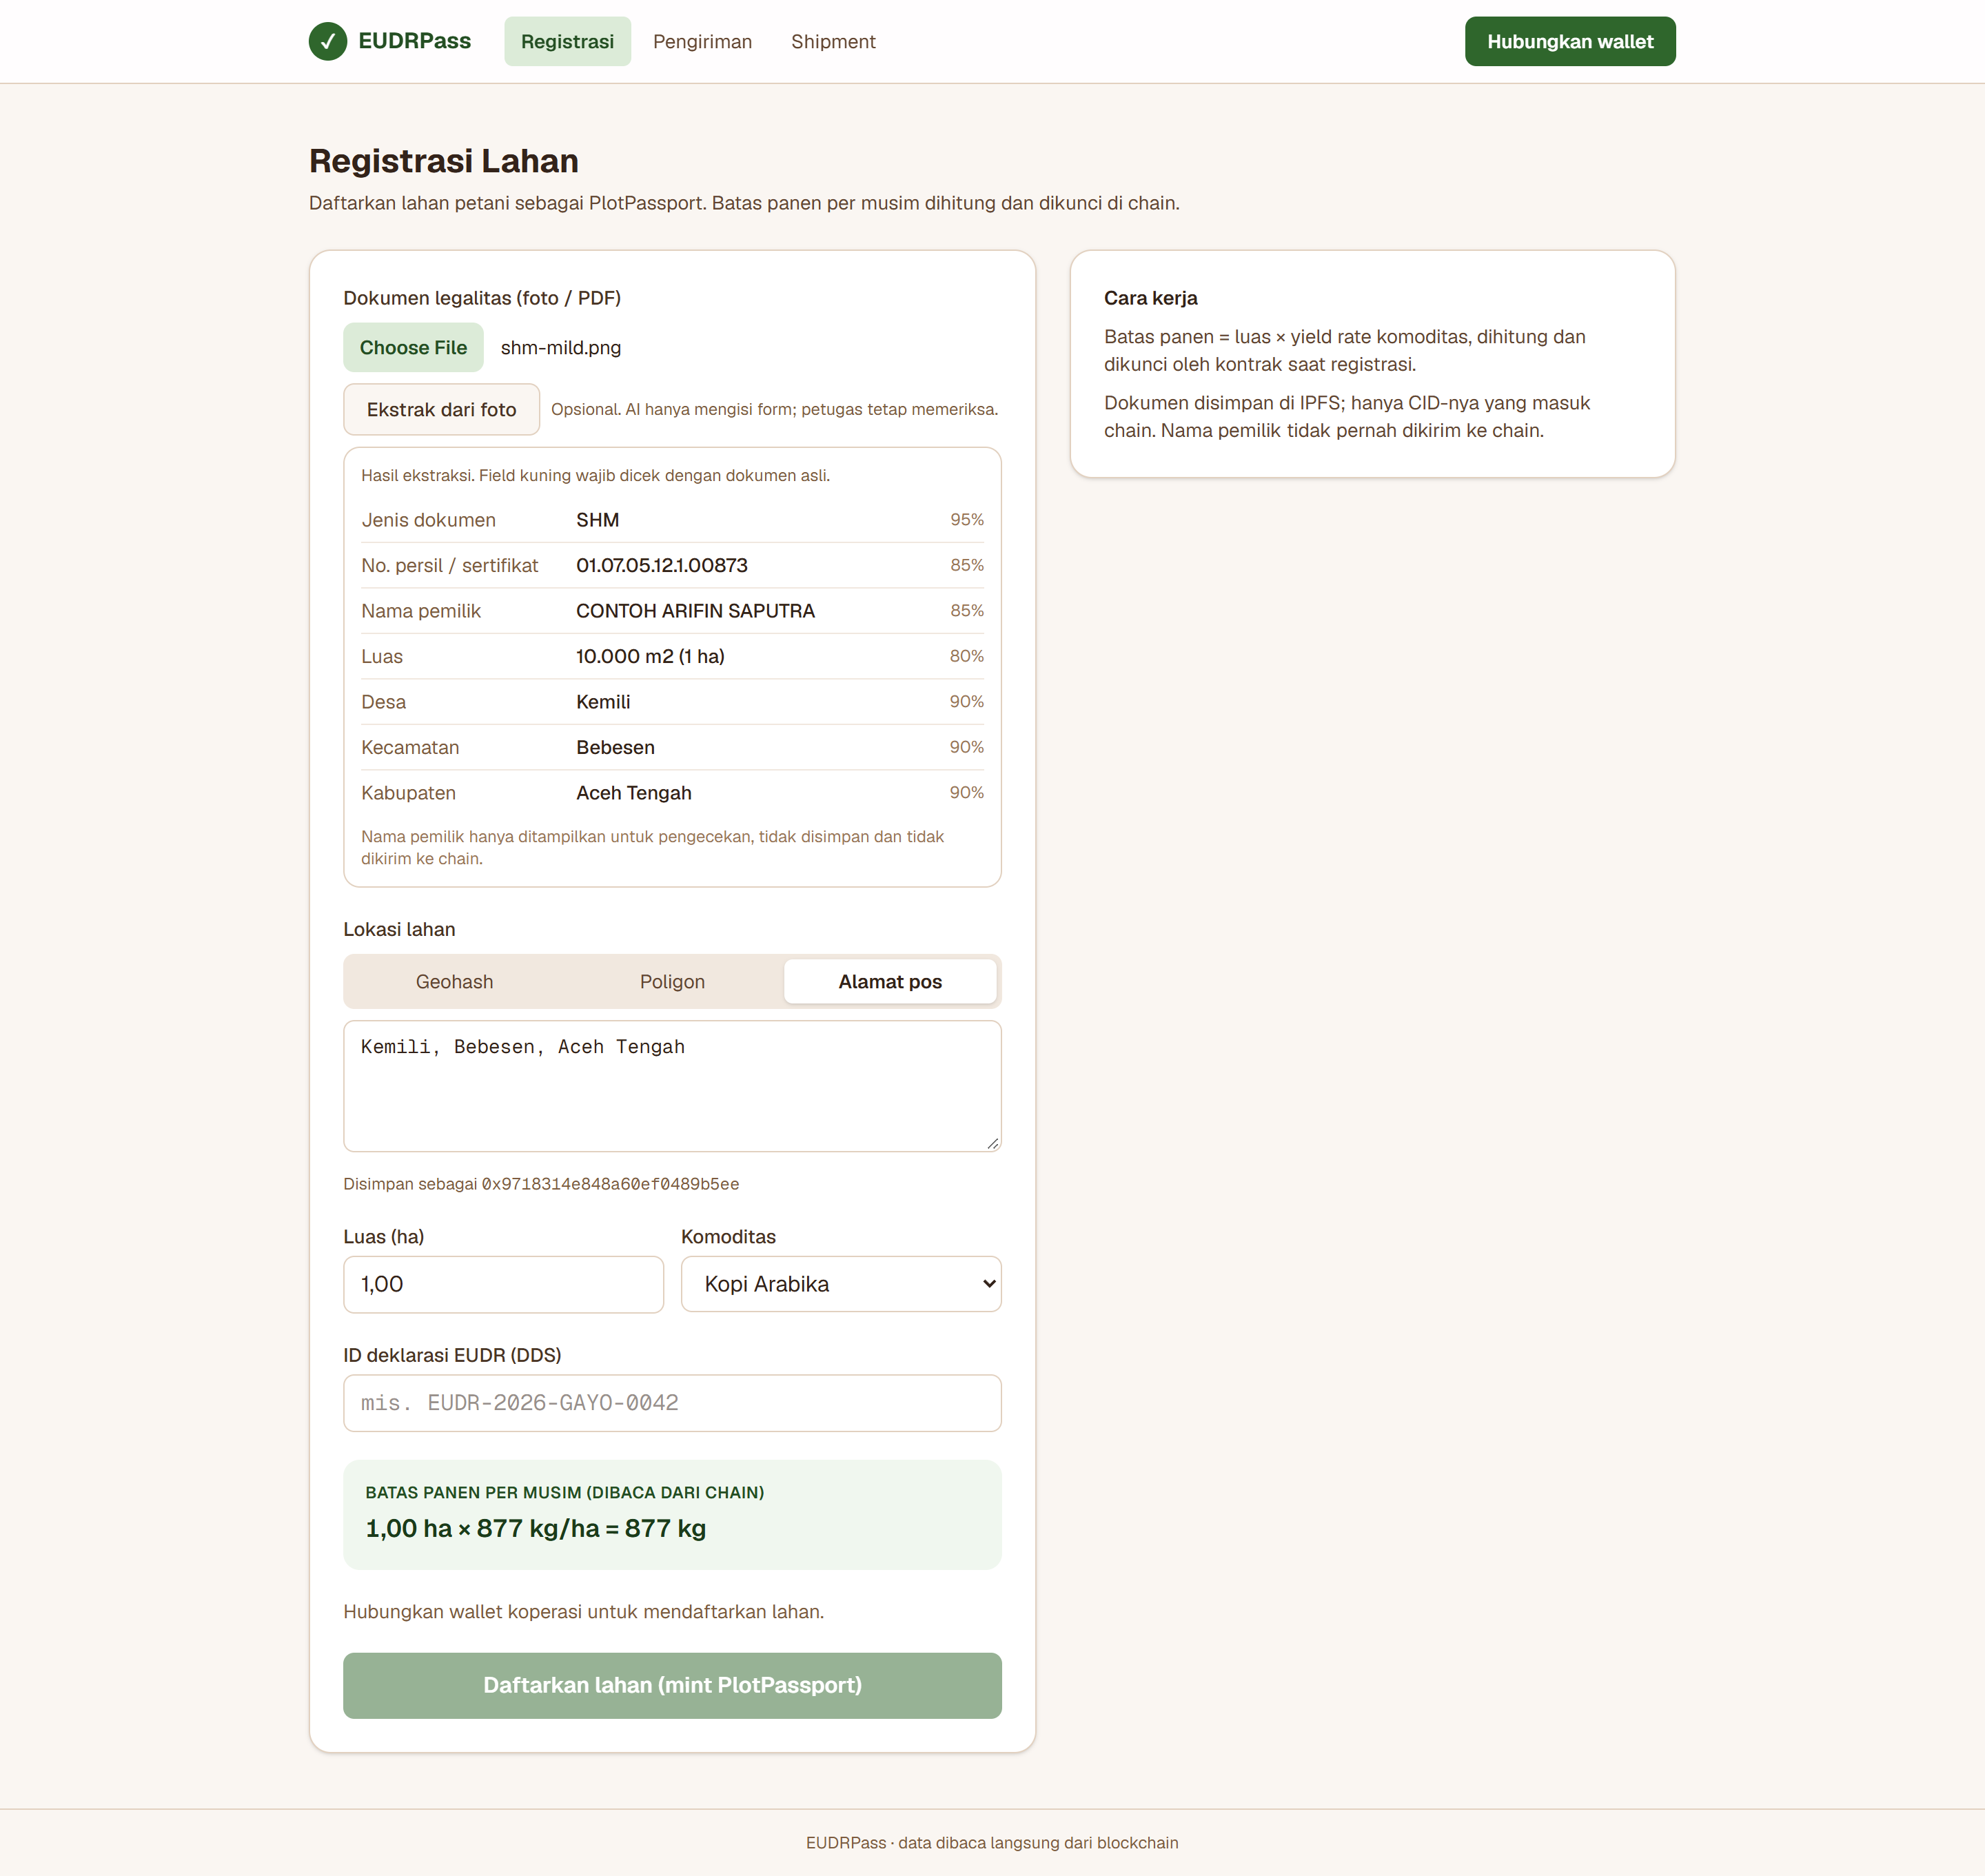 EUDRPass
Registrasi
Pengiriman
Shipment
Hubungkan wallet
Registrasi Lahan
Daftarkan lahan petani sebagai PlotPassport. Batas panen per musim dihitung dan dikunci di chain.
Dokumen legalitas (foto / PDF)
Choose File shm-mild.png
Ekstrak dari foto Opsional. AI hanya mengisi form; petugas tetap memeriksa.
Hasil ekstraksi. Field kuning wajib dicek dengan dokumen asli.
Jenis dokumen SHM 95%
No. persil / sertifikat 01.07.05.12.1.00873 85%
Nama pemilik CONTOH ARIFIN SAPUTRA 85%
Luas 10.000 m2 (1 ha) 80%
Desa Kemili 90%
Kecamatan Bebesen 90%
Kabupaten Aceh Tengah 90%
Nama pemilik hanya ditampilkan untuk pengecekan, tidak disimpan dan tidak
dikirim ke chain.
Lokasi lahan
Geohash Poligon Alamat pos
Kemili, Bebesen, Aceh Tengah
Disimpan sebagai 0x9718314e848a60ef0489b5ee
Luas (ha) Komoditas
1,00 Kopi Arabika
ID deklarasi EUDR (DDS)
mis. EUDR-2026-GAYO-0042
BATAS PANEN PER MUSIM (DIBACA DARI CHAIN)
1,00 ha × 877 kg/ha = 877 kg
Hubungkan wallet koperasi untuk mendaftarkan lahan.
Daftarkan lahan (mint PlotPassport)
Cara kerja
Batas panen = luas × yield rate komoditas, dihitung dan
dikunci oleh kontrak saat registrasi.
Dokumen disimpan di IPFS; hanya CID-nya yang masuk
chain. Nama pemilik tidak pernah dikirim ke chain.
EUDRPass · data dibaca langsung dari blockchain